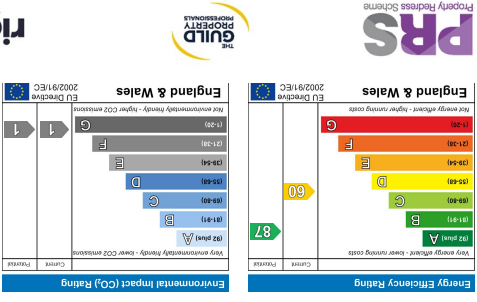 Energy Efficiency Rating
Current Potential
Very energy efficient - lower running costs
(92 plus) A
(81-91) B
(69-80) C
(55-68) D
(39-54) E
(21-38) F
(1-20) G
Not energy efficient - higher running costs
60
87
England & Wales
EU Directive
2002/91/EC
Environmental Impact (CO₂) Rating
Current Potential
Very environmentally friendly - lower CO2 emissions
(92 plus) A
(81-91) B
(69-80) C
(55-68) D
(39-54) E
(21-38) F
(1-20) G
Not environmentally friendly - higher CO2 emissions
1
1
England & Wales
EU Directive
2002/91/EC
PRS
Property Redress Scheme
THE
GUILD
PROPERTY
PROFESSIONALS